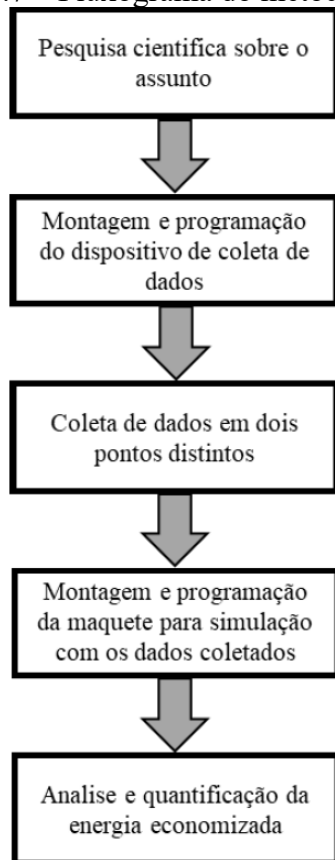 Pesquisa cientifica sobre o
assunto
Montagem e programação
do dispositivo de coleta de
dados
Coleta de dados em dois
pontos distintos
Montagem e programação
da maquete para simulação
com os dados coletados
Analise e quantificação da
energia economizada